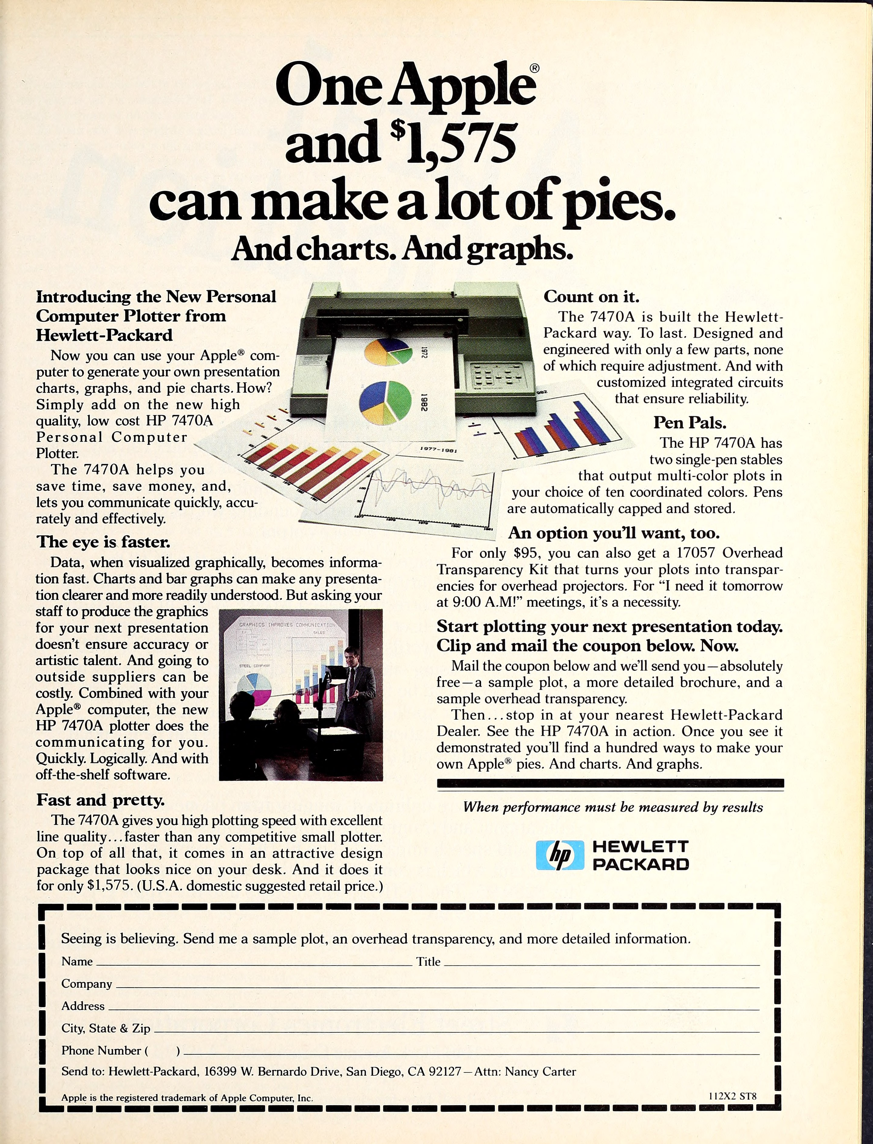 One Apple®
and $1,575
can make a lot of pies.
And charts. And graphs.
Introducing the New Personal
Computer Plotter from
Hewlett-Packard
Now you can use your Apple® com-
puter to generate your own presentation
charts, graphs, and pie charts. How?
Simply add on the new high
quality, low cost HP 7470A
Personal Computer
Plotter.
The 7470A helps you
save time, save money, and,
lets you communicate quickly, accu-
rately and effectively.
The eye is faster.
Data, when visualized graphically, becomes informa-
tion fast. Charts and bar graphs can make any presenta-
tion clearer and more readily understood. But asking your
staff to produce the graphics
for your next presentation
doesn't ensure accuracy or
artistic talent. And going to
outside suppliers can be
costly. Combined with your
Apple® computer, the new
HP 7470A plotter does the
communicating for you.
Quickly. Logically. And with
off-the-shelf software.
GRAPHICS IMPROVES COMMUNICATION
SALES
STEEL COMPANY
Fast and pretty.
The 7470A gives you high plotting speed with excellent
line quality...faster than any competitive small plotter.
On top of all that, it comes in an attractive design
package that looks nice on your desk. And it does it
for only $1,575. (U.S.A. domestic suggested retail price.)
1972
1982
1977-1981
Count on it.
The 7470A is built the Hewlett-
Packard way. To last. Designed and
engineered with only a few parts, none
of which require adjustment. And with
customized integrated circuits
that ensure reliability.
Pen Pals.
The HP 7470A has
two single-pen stables
that output multi-color plots in
your choice of ten coordinated colors. Pens
are automatically capped and stored.
An option you'll want, too.
For only $95, you can also get a 17057 Overhead
Transparency Kit that turns your plots into transpar-
encies for overhead projectors. For "I need it tomorrow
at 9:00 A.M!" meetings, it's a necessity.
Start plotting your next presentation today.
Clip and mail the coupon below. Now.
Mail the coupon below and we'll send you—absolutely
free—a sample plot, a more detailed brochure, and a
sample overhead transparency.
Then...stop in at your nearest Hewlett-Packard
Dealer. See the HP 7470A in action. Once you see it
demonstrated you'll find a hundred ways to make your
own Apple® pies. And charts. And graphs.
When performance must be measured by results
hp HEWLETT
PACKARD
Seeing is believing. Send me a sample plot, an overhead transparency, and more detailed information.
Name Title
Company
Address
City, State & Zip
Phone Number ( )
Send to: Hewlett-Packard, 16399 W. Bernardo Drive, San Diego, CA 92127—Attn: Nancy Carter
Apple is the registered trademark of Apple Computer, Inc. 112X2 ST8